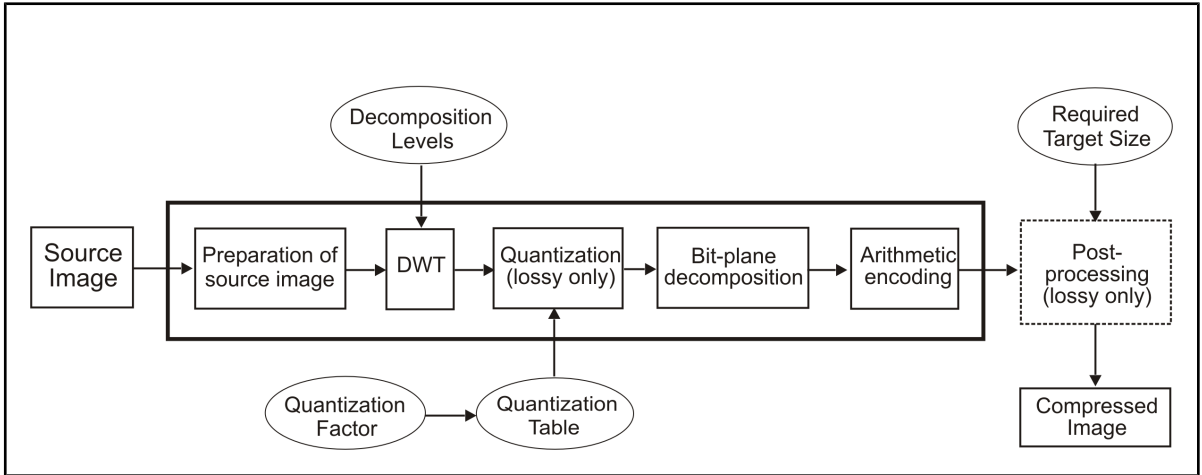 Decomposition
Levels
Required
Target Size
Source
Image
Preparation of
source image
DWT
Quantization
(lossy only)
Bit-plane
decomposition
Arithmetic
encoding
Post-
processing
(lossy only)
Quantization
Factor
Quantization
Table
Compressed
Image